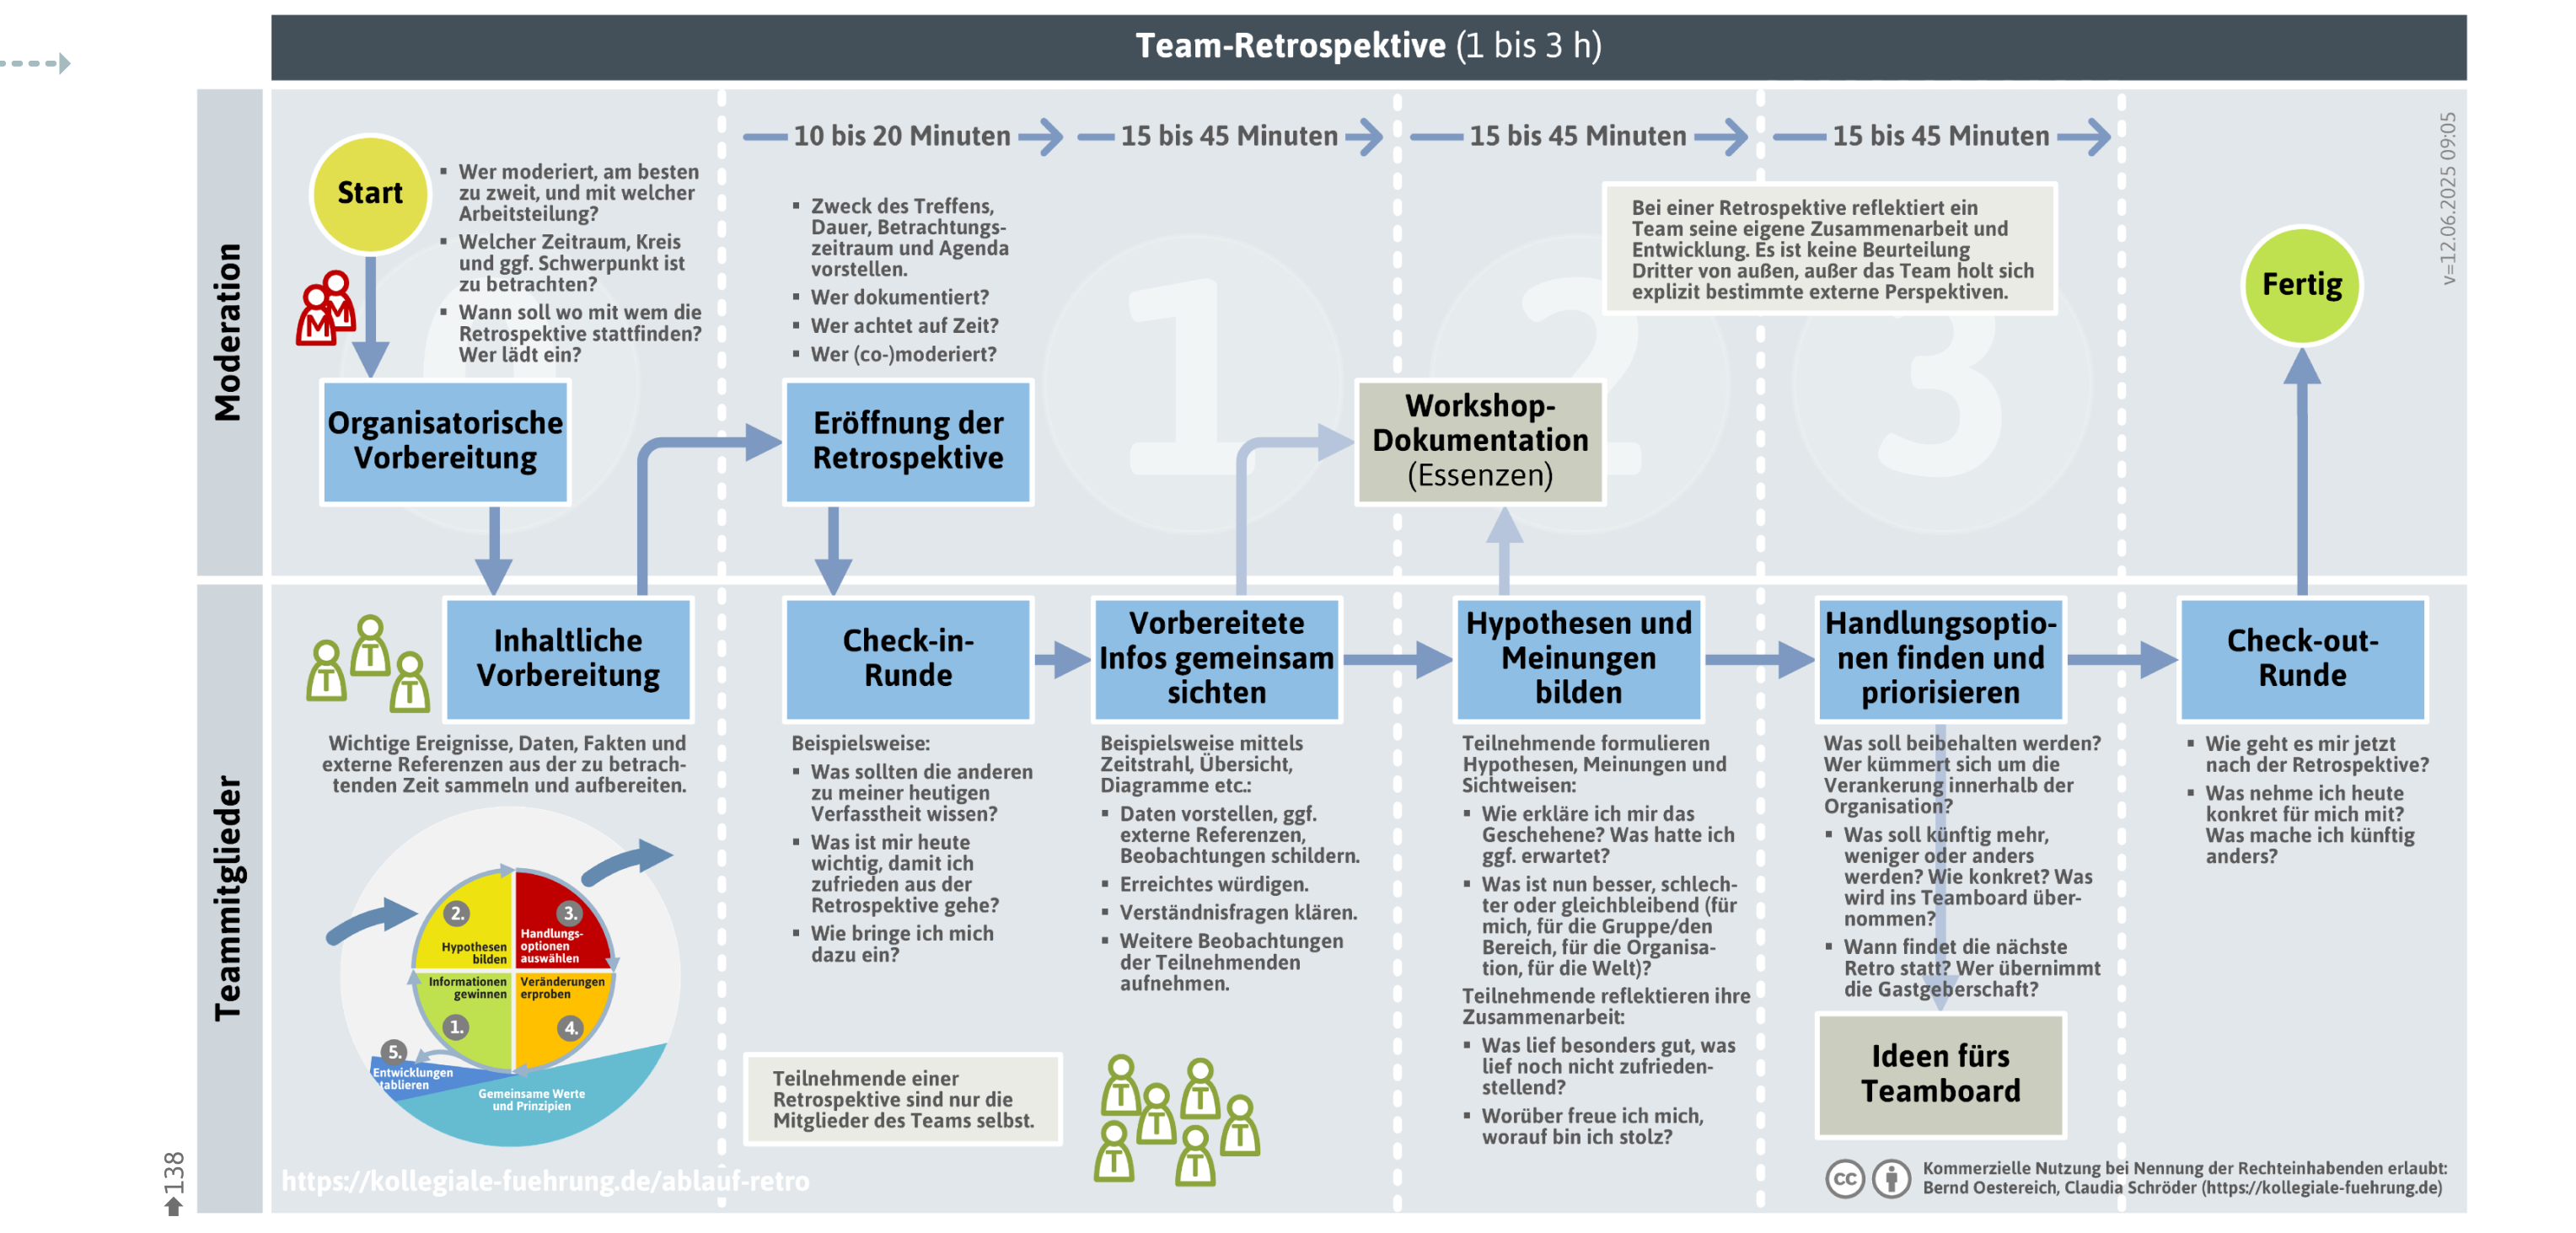 Team-Retrospektive (1 bis 3 h)
Moderation
Start
▪ Wer moderiert, am besten
zu zweit, und mit welcher
Arbeitsteilung?
▪ Welcher Zeitraum, Kreis
und ggf. Schwerpunkt ist
zu betrachten?
▪ Wann soll wo mit wem die
Retrospektive stattfinden?
Wer lädt ein?
M
M
0
Organisatorische
Vorbereitung
10 bis 20 Minuten
▪ Zweck des Treffens,
Dauer, Betrachtungs-
zeitraum und Agenda
vorstellen.
▪ Wer dokumentiert?
▪ Wer achtet auf Zeit?
▪ Wer (co-)moderiert?
Eröffnung der
Retrospektive
15 bis 45 Minuten
1
Workshop-
Dokumentation
(Essenzen)
15 bis 45 Minuten
2
Bei einer Retrospektive reflektiert ein
Team seine eigene Zusammenarbeit und
Entwicklung. Es ist keine Beurteilung
Dritter von außen, außer das Team holt sich
explizit bestimmte externe Perspektiven.
15 bis 45 Minuten
3
Fertig
v=12.06.2025 09:05
Teammitglieder
T
T
T
Inhaltliche
Vorbereitung
Wichtige Ereignisse, Daten, Fakten und
externe Referenzen aus der zu betrach-
tenden Zeit sammeln und aufbereiten.
2.
Hypothesen
bilden
3.
Handlungs-
optionen
auswählen
Informationen
gewinnen
1.
Veränderungen
erproben
4.
5.
Entwicklungen
tablieren
Gemeinsame Werte
und Prinzipien
https://kollegiale-fuehrung.de/ablauf-retro
Check-in-
Runde
Beispielsweise:
▪ Was sollten die anderen
zu meiner heutigen
Verfasstheit wissen?
▪ Was ist mir heute
wichtig, damit ich
zufrieden aus der
Retrospektive gehe?
▪ Wie bringe ich mich
dazu ein?
Teilnehmende einer
Retrospektive sind nur die
Mitglieder des Teams selbst.
Vorbereitete
Infos gemeinsam
sichten
Beispielsweise mittels
Zeitstrahl, Übersicht,
Diagramme etc.:
▪ Daten vorstellen, ggf.
externe Referenzen,
Beobachtungen schildern.
▪ Erreichtes würdigen.
▪ Verständnisfragen klären.
▪ Weitere Beobachtungen
der Teilnehmenden
aufnehmen.
T
T
T
T
T
T
Hypothesen und
Meinungen
bilden
Teilnehmende formulieren
Hypothesen, Meinungen und
Sichtweisen:
▪ Wie erkläre ich mir das
Geschehene? Was hatte ich
ggf. erwartet?
▪ Was ist nun besser, schlech-
ter oder gleichbleibend (für
mich, für die Gruppe/den
Bereich, für die Organisa-
tion, für die Welt)?
Teilnehmende reflektieren ihre
Zusammenarbeit:
▪ Was lief besonders gut, was
lief noch nicht zufrieden-
stellend?
▪ Worüber freue ich mich,
worauf bin ich stolz?
Handlungsoptio-
nen finden und
priorisieren
Was soll beibehalten werden?
Wer kümmert sich um die
Verankerung innerhalb der
Organisation?
▪ Was soll künftig mehr,
weniger oder anders
werden? Wie konkret? Was
wird ins Teamboard über-
nommen?
▪ Wann findet die nächste
Retro statt? Wer übernimmt
die Gastgeberschaft?
Ideen fürs
Teamboard
Check-out-
Runde
▪ Wie geht es mir jetzt
nach der Retrospektive?
▪ Was nehme ich heute
konkret für mich mit?
Was mache ich künftig
anders?
cc
Kommerzielle Nutzung bei Nennung der Rechteinhabenden erlaubt:
Bernd Oestereich, Claudia Schröder (https://kollegiale-fuehrung.de)
138